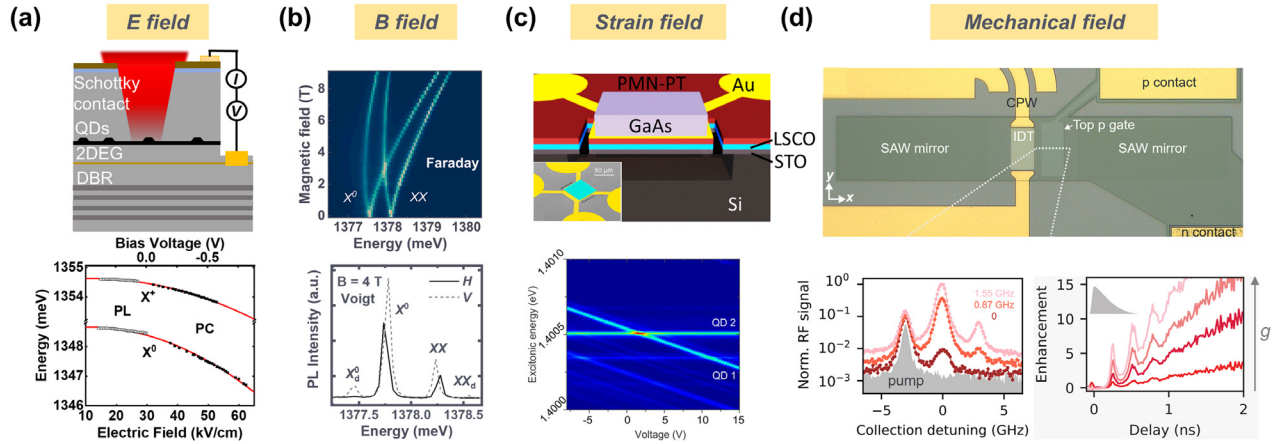 (a)
E field
Schottky
contact
QDs
2DEG
DBR
I
V
Bias Voltage (V)
0.0
-0.5
1355
1354
1348
1347
1346
Energy (meV)
X+
PL
PC
X0
10
20
30
40
50
60
Electric Field (kV/cm)
(b)
B field
Magnetic field (T)
8
6
4
2
0
Faraday
X0
XX
1377
1378
1379
1380
Energy (meV)
PL Intensity (a.u.)
B = 4 T
Voigt
H
V
X0
X0d
XX
XXd
1377.5
1378.0
1378.5
Energy (meV)
(c)
Strain field
PMN-PT
Au
GaAs
LSCO
STO
50 µm
Si
Excitonic energy (eV)
1.4010
1.4005
1.4000
QD 2
QD 1
-5
0
5
10
15
Voltage (V)
(d)
Mechanical field
CPW
p contact
IDT
Top p gate
SAW mirror
SAW mirror
y
x
n contact
Norm. RF signal
100
10-1
10-2
10-3
1.55 GHz
0.87 GHz
0
pump
-5
0
5
Collection detuning (GHz)
Enhancement
15
10
5
0
g
0
1
2
Delay (ns)